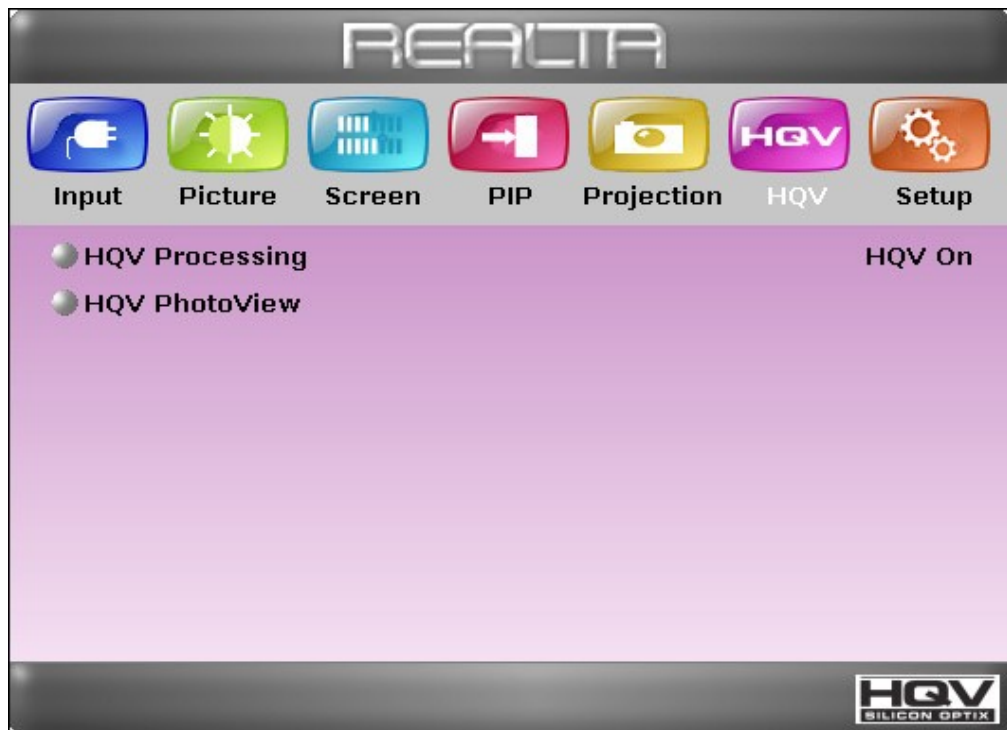 REALTA
HQV
Input Picture Screen PIP Projection HQV Setup
HQV Processing HQV On
HQV PhotoView
HQV
SILICON OPTIX